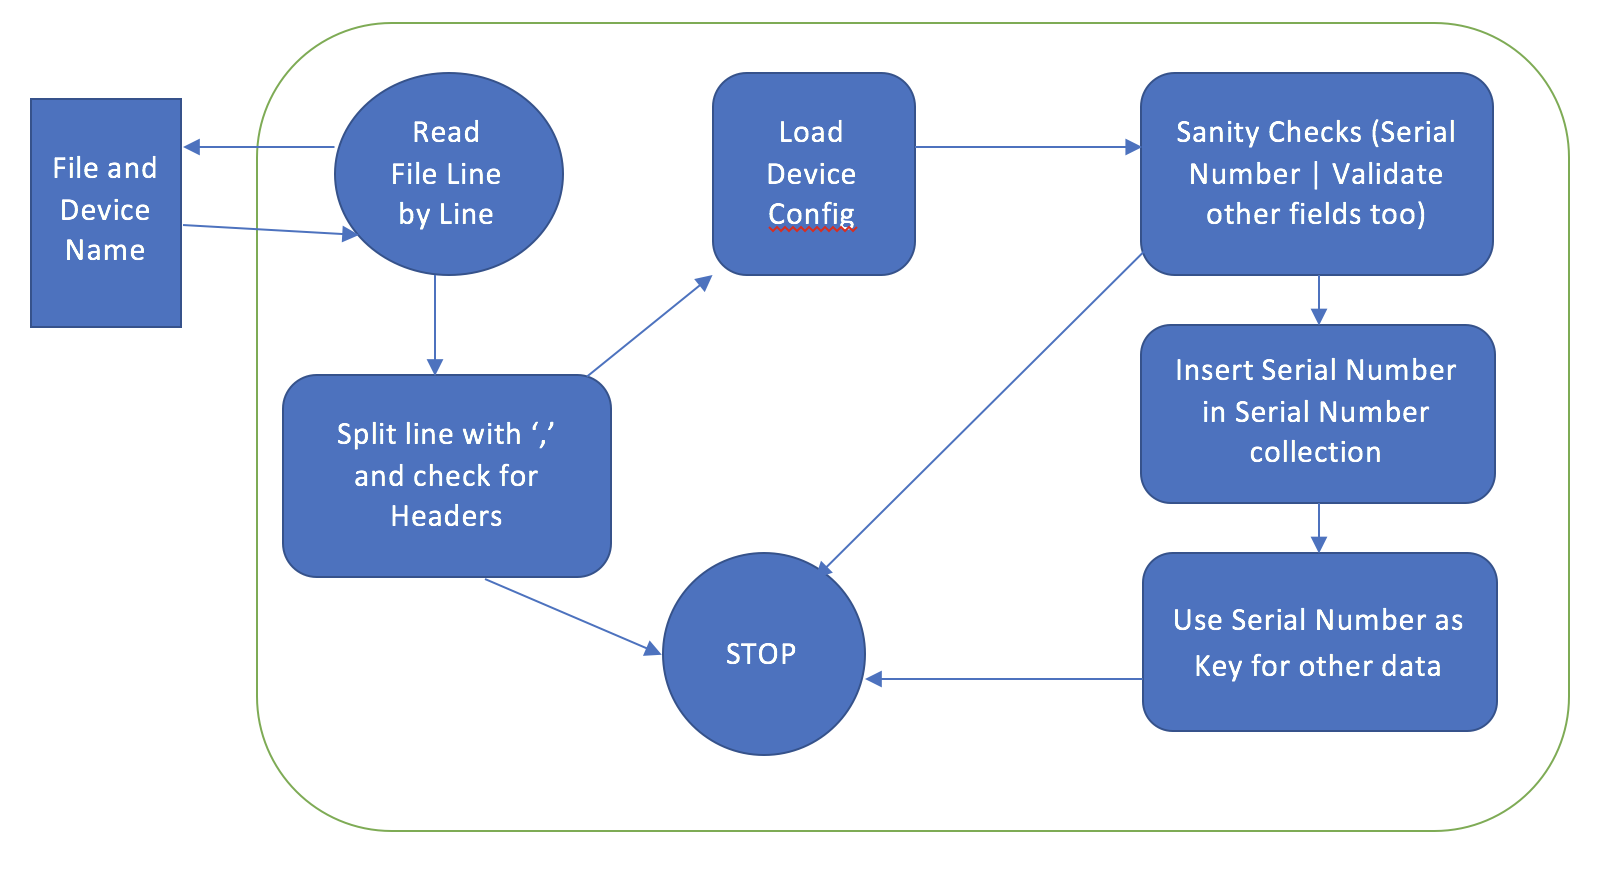 File and
Device
Name
Read
File Line
by Line
Split line with ‘,’
and check for
Headers
Load
Device
Config
Sanity Checks (Serial
Number | Validate
other fields too)
Insert Serial Number
in Serial Number
collection
Use Serial Number as
Key for other data
STOP